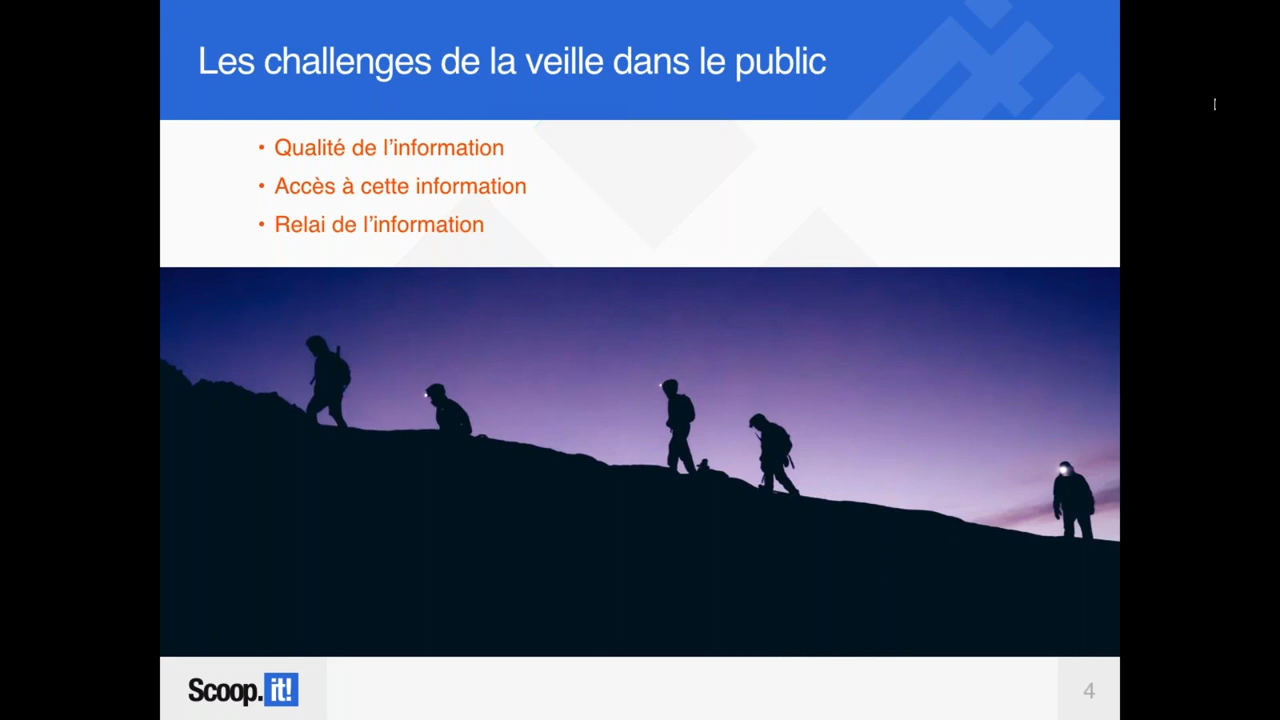 Les challenges de la veille dans le public
• Qualité de l’information
• Accès à cette information
• Relai de l’information
Scoop.it!
4